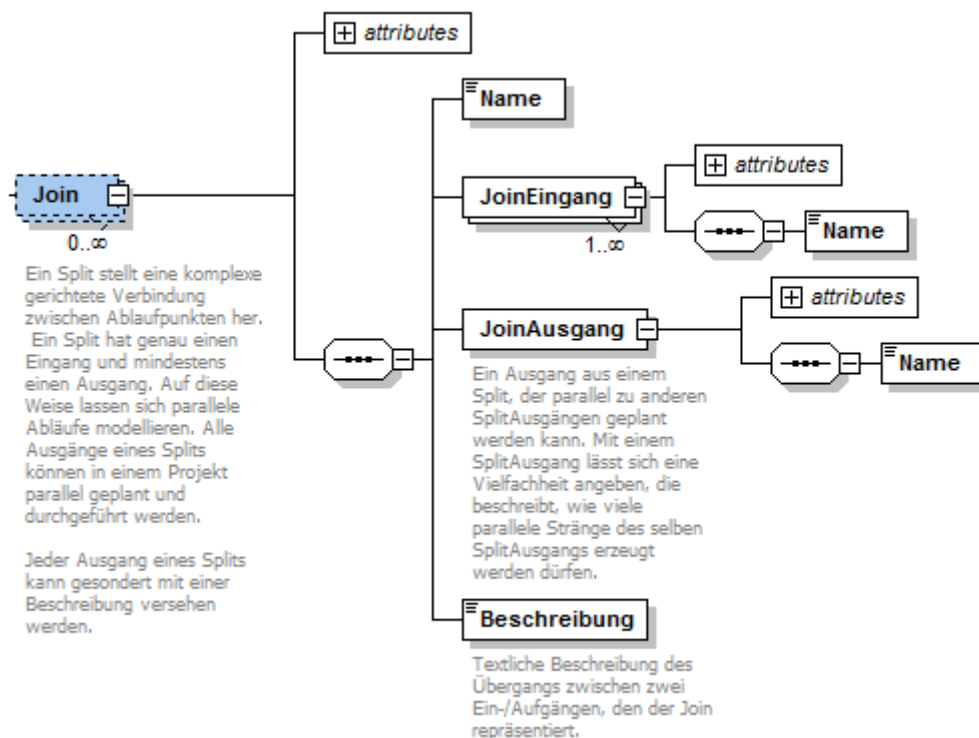 attributes
Name
Join
0..∞
Ein Split stellt eine komplexe
gerichtete Verbindung
zwischen Ablaufpunkten her.
Ein Split hat genau einen
Eingang und mindestens
einen Ausgang. Auf diese
Weise lassen sich parallele
Abläufe modellieren. Alle
Ausgänge eines Splits
können in einem Projekt
parallel geplant und
durchgeführt werden.
Jeder Ausgang eines Splits
kann gesondert mit einer
Beschreibung versehen
werden.
JoinEingang
1..∞
attributes
Name
JoinAusgang
Ein Ausgang aus einem
Split, der parallel zu anderen
SplitAusgängen geplant
werden kann. Mit einem
SplitAusgang lässt sich eine
Vielfachheit angeben, die
beschreibt, wie viele
parallele Stränge des selben
SplitAusgangs erzeugt
werden dürfen.
attributes
Name
Beschreibung
Textliche Beschreibung des
Übergangs zwischen zwei
Ein-/Aufgängen, den der Join
repräsentiert.